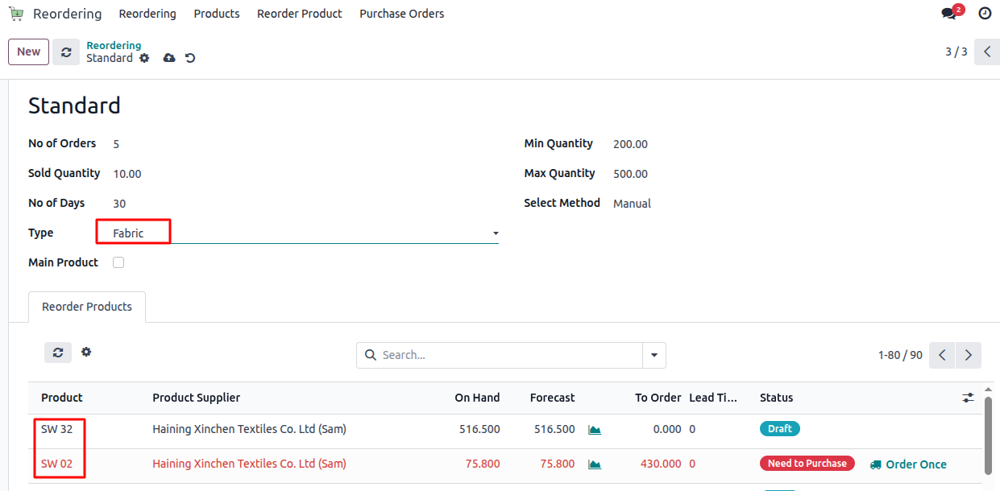 Reordering Reordering Products Reorder Product Purchase Orders 2
New Reordering
Standard 3 / 3
Standard
No of Orders 5 Min Quantity 200.00
Sold Quantity 10.00 Max Quantity 500.00
No of Days 30 Select Method Manual
Type Fabric
Main Product
Reorder Products
Search... 1-80 / 90
Product Product Supplier On Hand Forecast To Order Lead Ti... Status
SW 32 Haining Xinchen Textiles Co. Ltd (Sam) 516.500 516.500 0.000 0 Draft
SW 02 Haining Xinchen Textiles Co. Ltd (Sam) 75.800 75.800 430.000 0 Need to Purchase Order Once